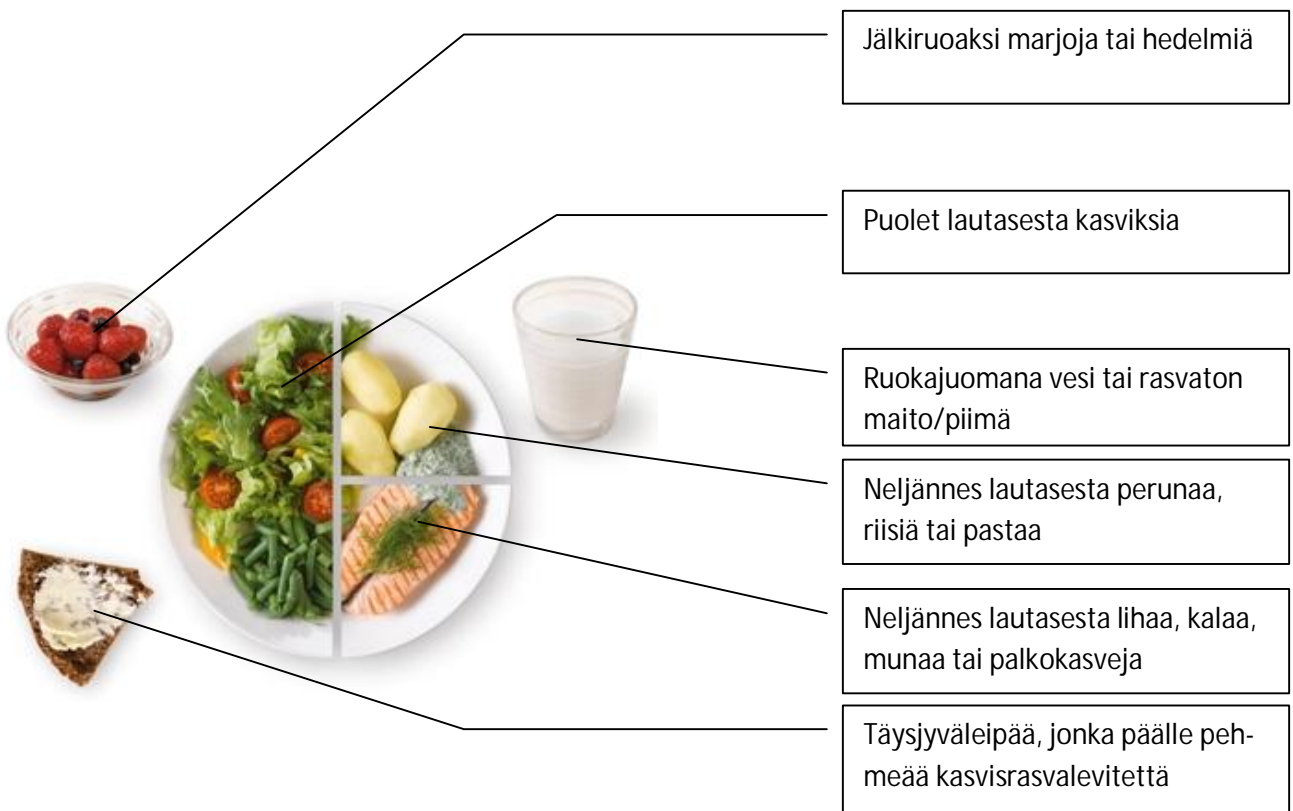 Jälkiruoaksi marjoja tai hedelmiä
Puolet lautasesta kasviksia
Ruokajuomana vesi tai rasvaton
maito/piimä
Neljännes lautasesta perunaa,
riisiä tai pastaa
Neljännes lautasesta lihaa, kalaa,
munaa tai palkokasveja
Täysjyväleipää, jonka päälle peh-
meää kasvisrasvalevitettä